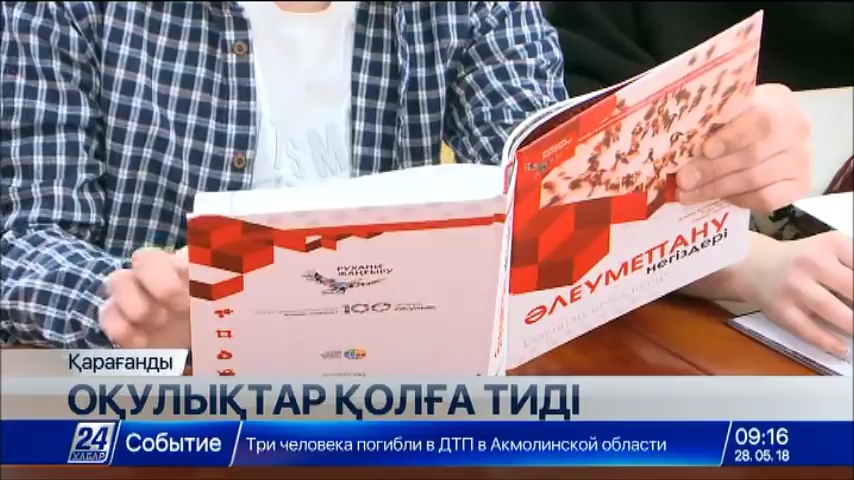 РУХАНИ
ЖАҢҒЫРУ
100
ОҚУЛЫҚ
ӘЛЕУМЕТТАНУ
негіздері
Қарағанды
ОҚУЛЫҚТАР ҚОЛҒА ТИДІ
24
ХАБАР
Событие
Три человека погибли в ДТП в Акмолинской области
09:16
28.05.18